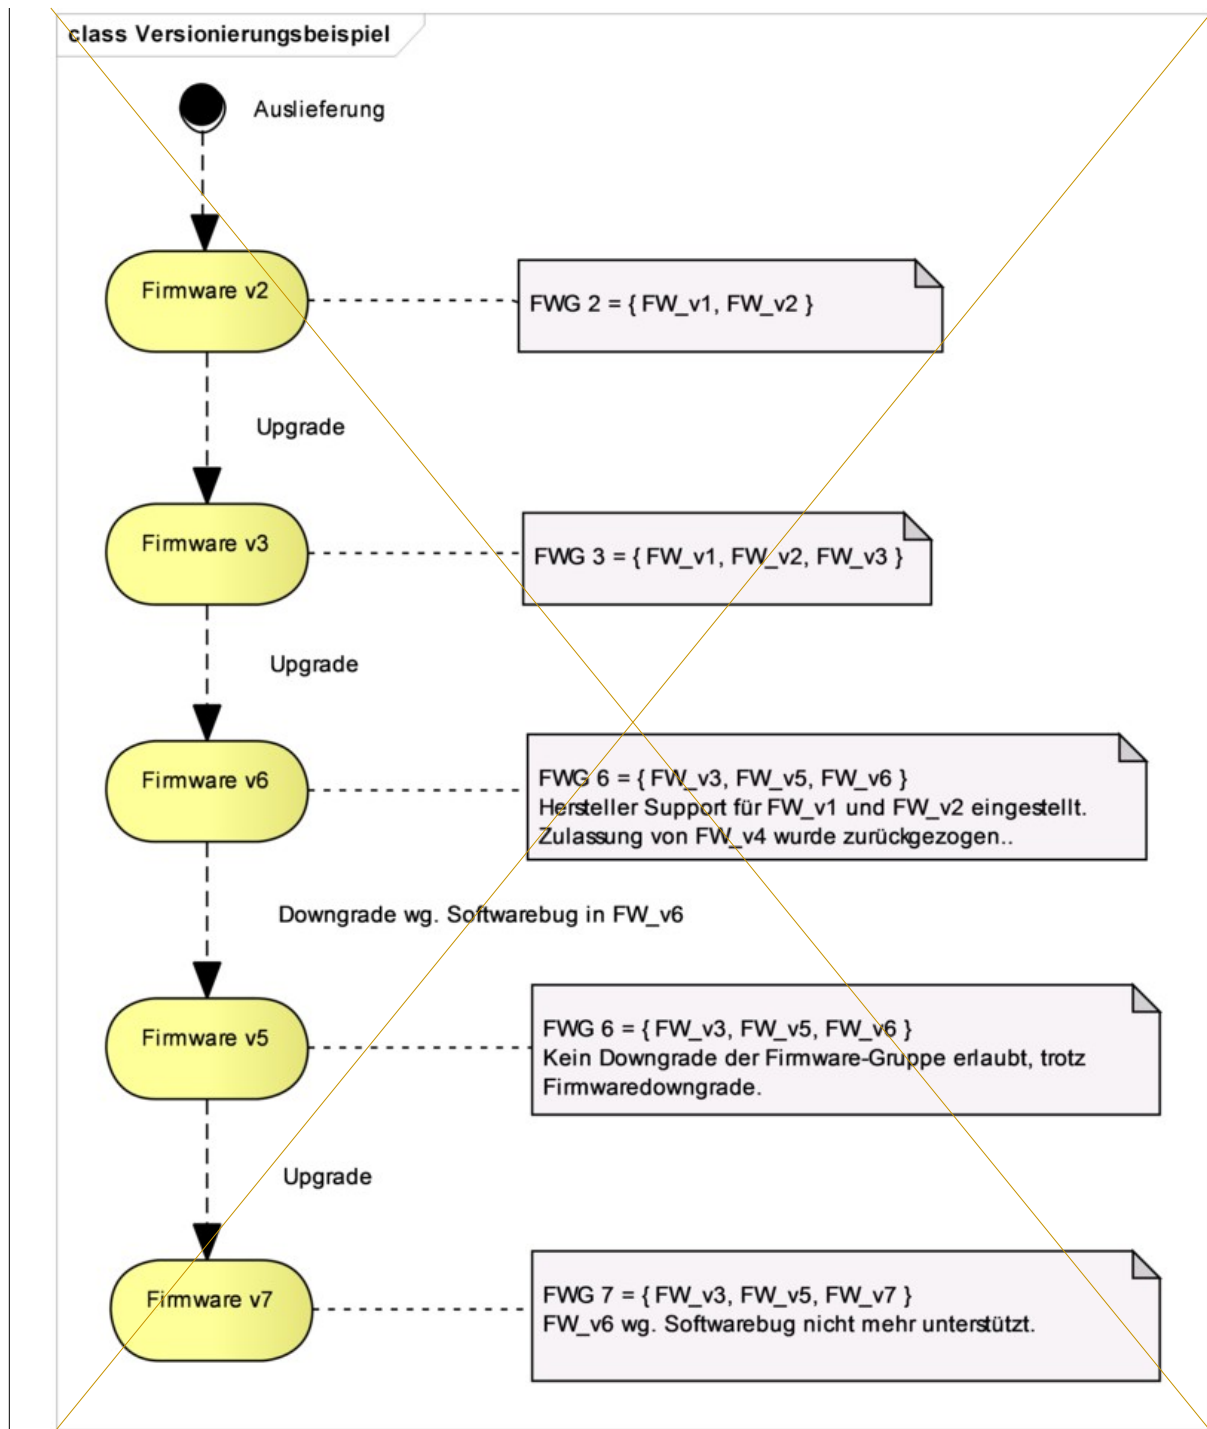 class Versionierungsbeispiel
Auslieferung
Firmware v2
FWG 2 = { FW_v1, FW_v2 }
Upgrade
Firmware v3
FWG 3 = { FW_v1, FW_v2, FW_v3 }
Upgrade
Firmware v6
FWG 6 = { FW_v3, FW_v5, FW_v6 }
Hersteller Support für FW_v1 und FW_v2 eingestellt.
Zulassung von FW_v4 wurde zurückgezogen..
Downgrade wg. Softwarebug in FW_v6
Firmware v5
FWG 6 = { FW_v3, FW_v5, FW_v6 }
Kein Downgrade der Firmware-Gruppe erlaubt, trotz
Firmwaredowngrade.
Upgrade
Firmware v7
FWG 7 = { FW_v3, FW_v5, FW_v7 }
FW_v6 wg. Softwarebug nicht mehr unterstützt.